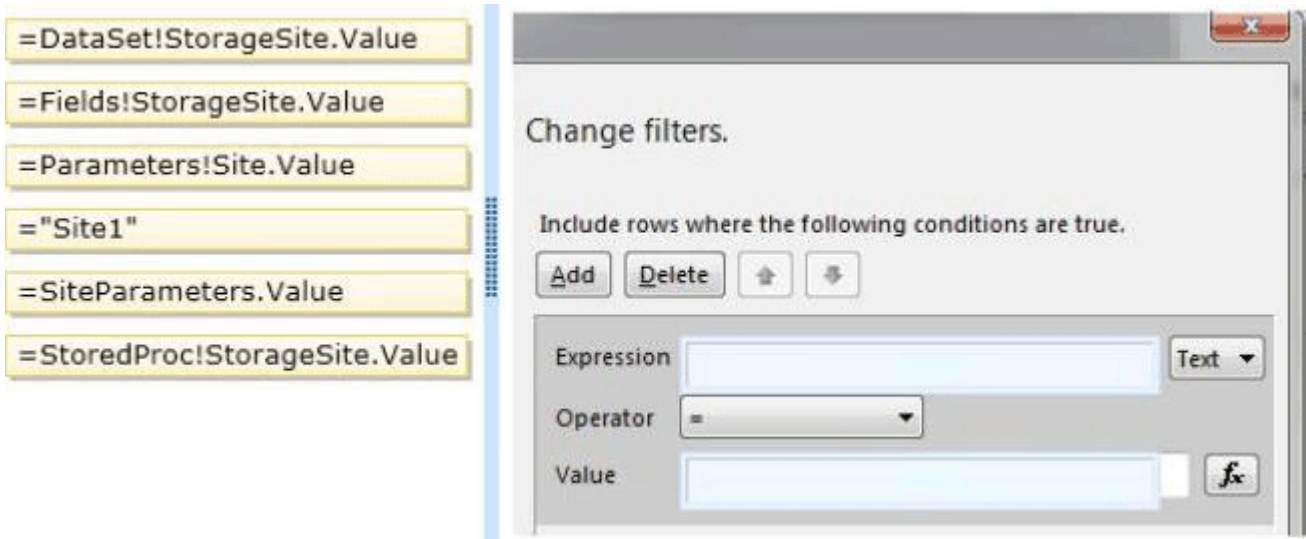 =DataSet!StorageSite.Value
=Fields!StorageSite.Value
=Parameters!Site.Value
="Site1"
=SiteParameters.Value
=StoredProc!StorageSite.Value
x
Change filters.
Include rows where the following conditions are true.
Add Delete
Expression Text
Operator =
Value fx